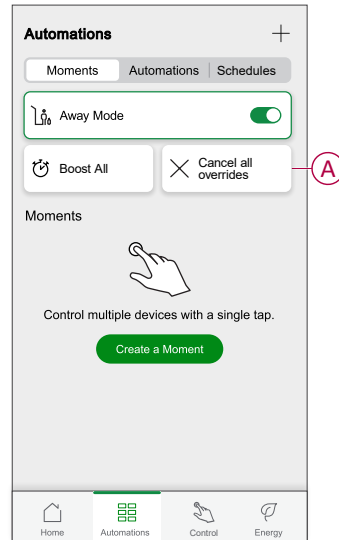 Automations
Moments Automations Schedules
Away Mode
Boost All
Cancel all
overrides
A
Moments
Control multiple devices with a single tap.
Create a Moment
Home Automations Control Energy